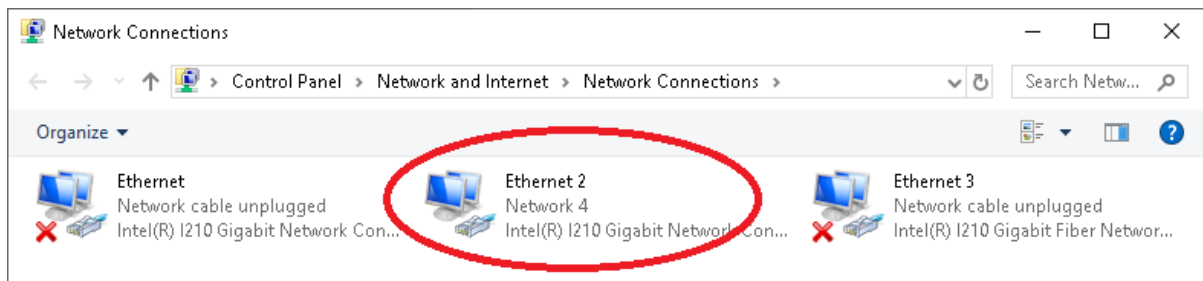 Network Connections
Control Panel > Network and Internet > Network Connections >
Search Netw...
Organize
Ethernet
Network cable unplugged
Intel(R) I210 Gigabit Network Con...
Ethernet 2
Network 4
Intel(R) I210 Gigabit Network Con...
Ethernet 3
Network cable unplugged
Intel(R) I210 Gigabit Fiber Networ...